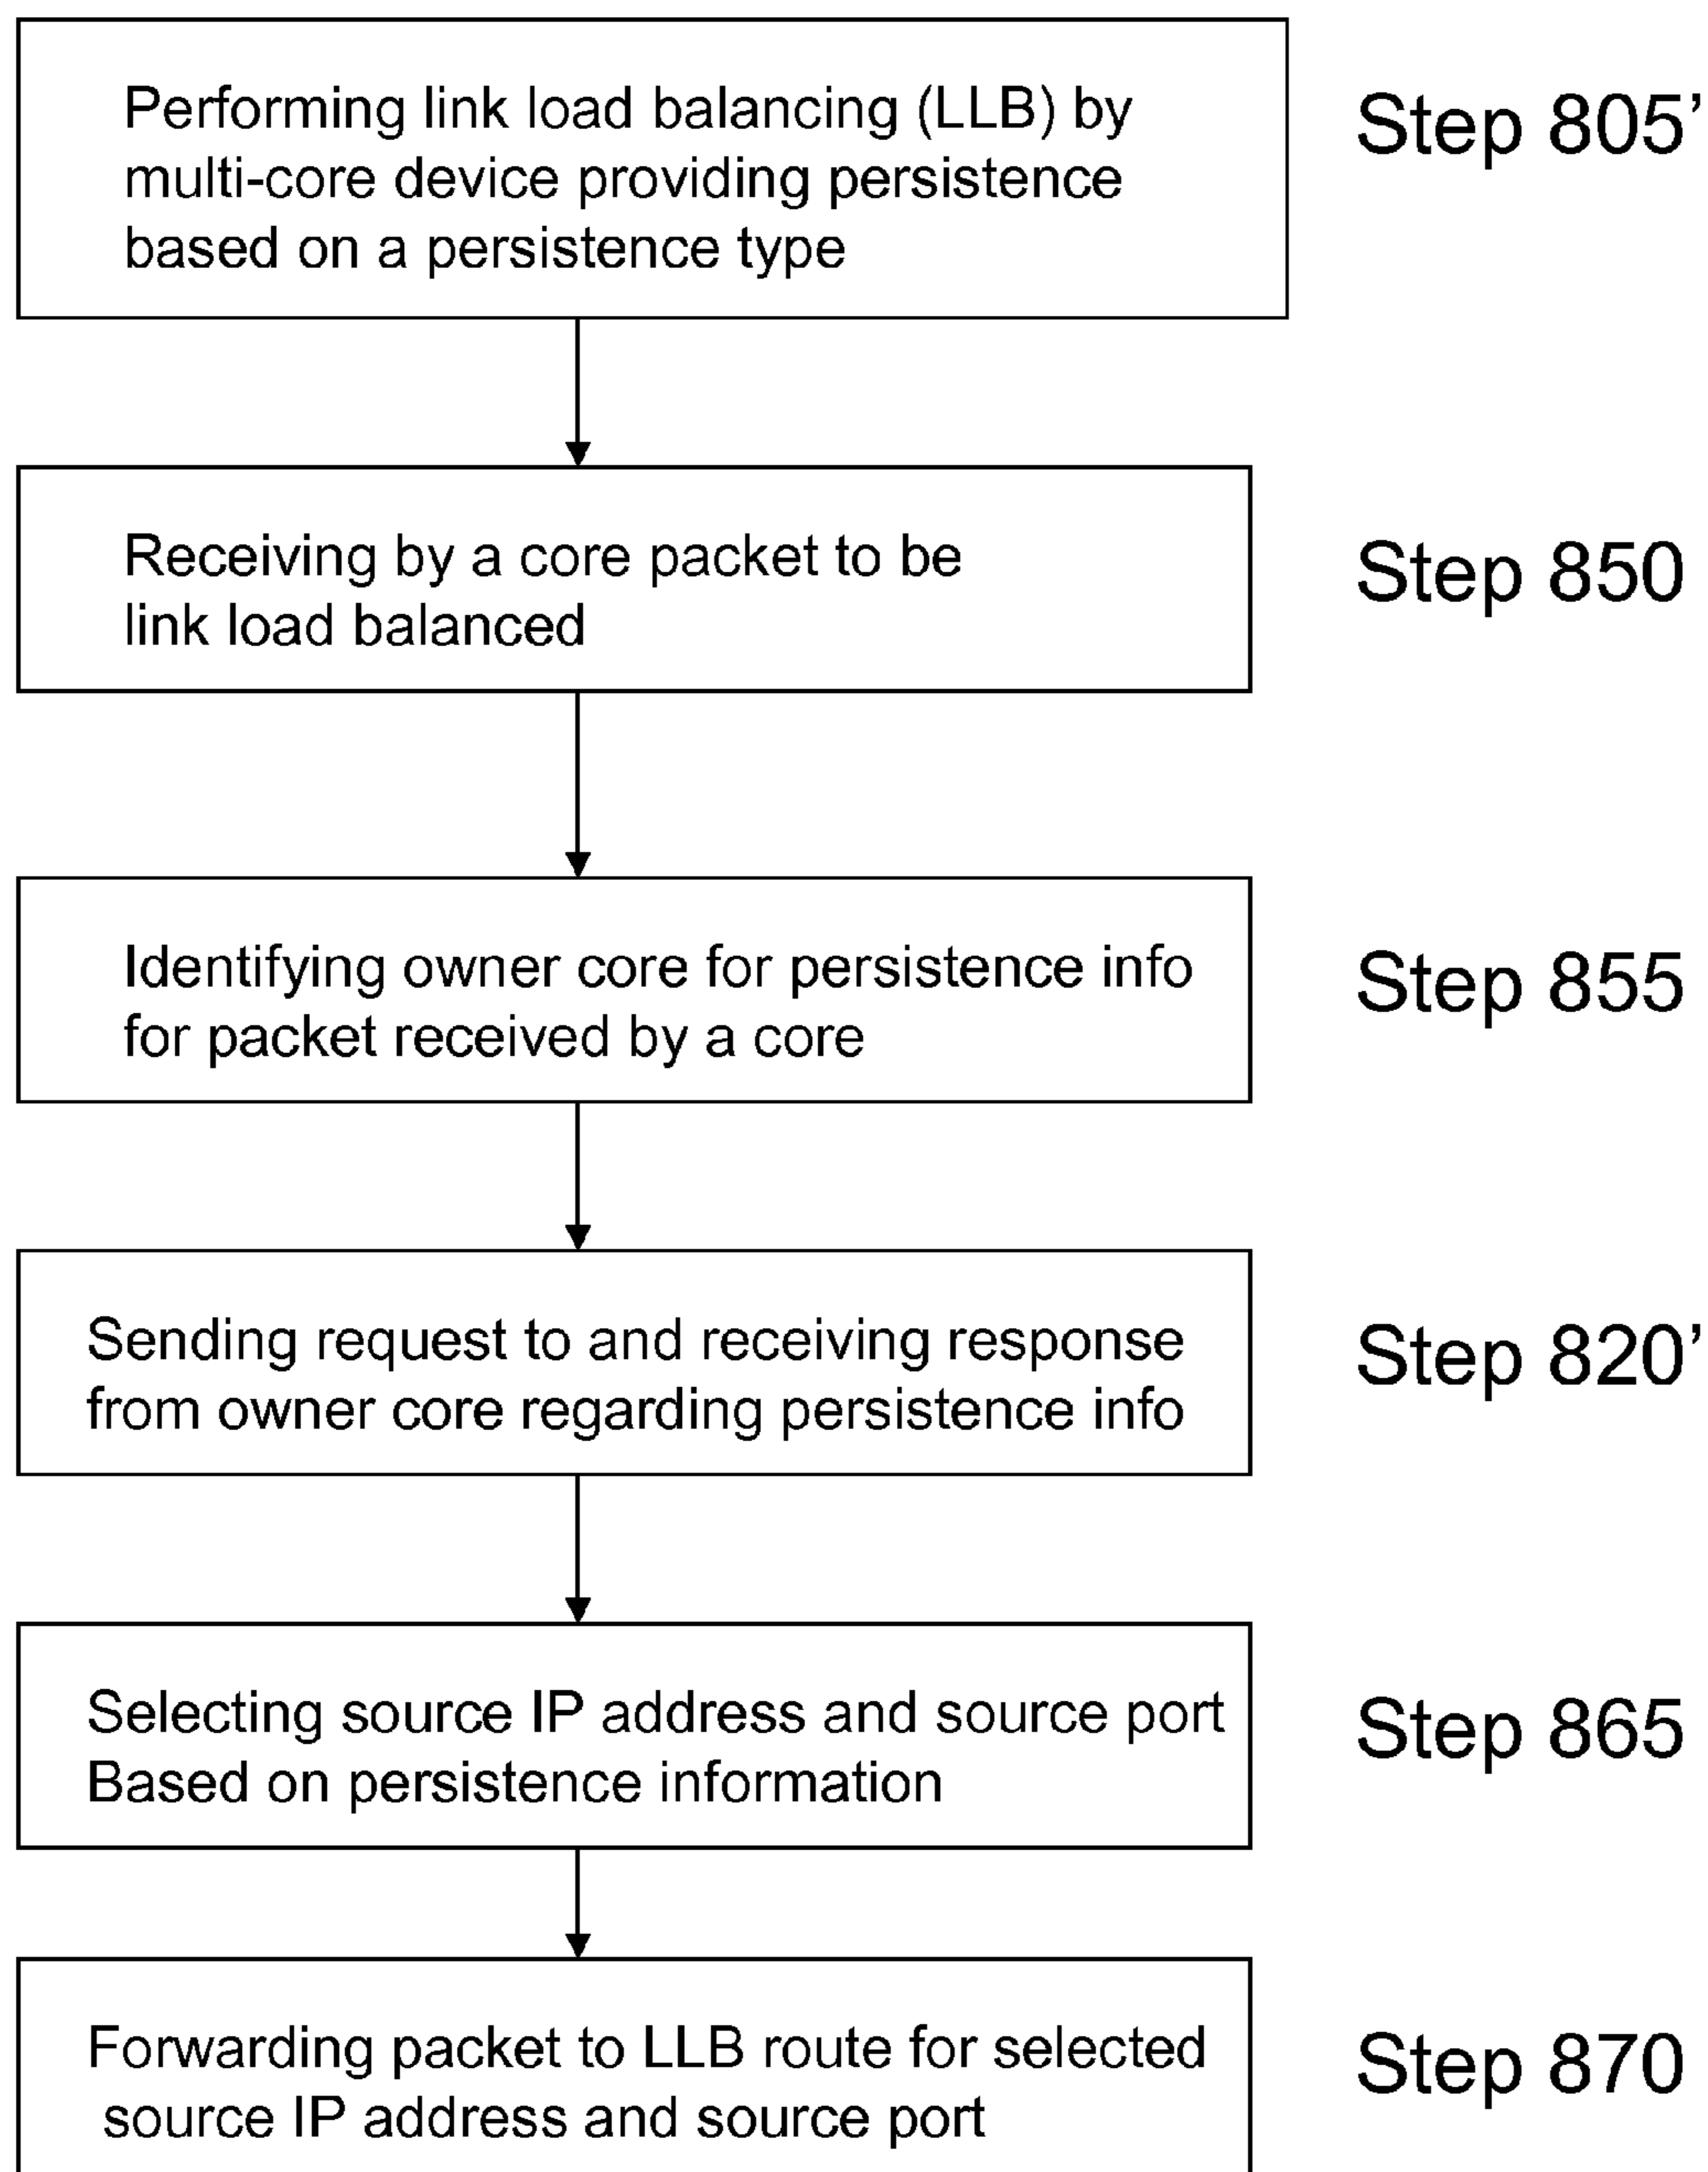 Performing link load balancing (LLB) by
multi-core device providing persistence
based on a persistence type
Step 805'
Receiving by a core packet to be
link load balanced
Step 850
Identifying owner core for persistence info
for packet received by a core
Step 855
Sending request to and receiving response
from owner core regarding persistence info
Step 820'
Selecting source IP address and source port
Based on persistence information
Step 865
Forwarding packet to LLB route for selected
source IP address and source port
Step 870